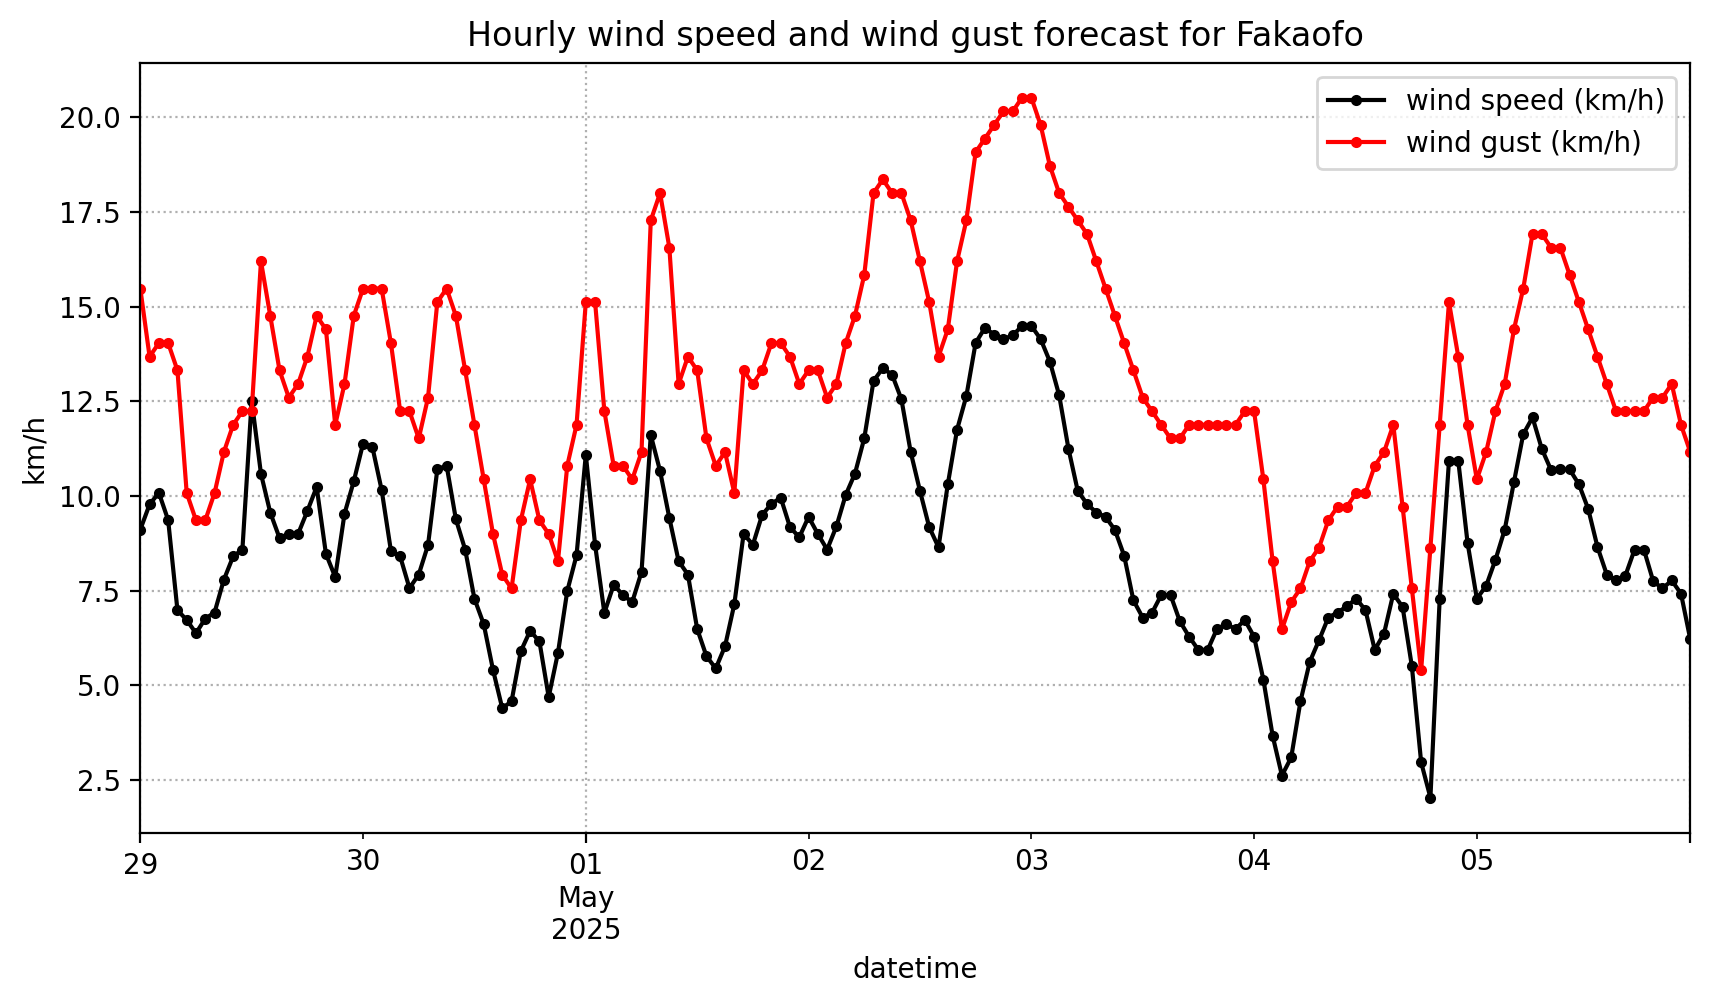 Hourly wind speed and wind gust forecast for Fakaofo
wind speed (km/h)
wind gust (km/h)
20.0
17.5
15.0
12.5
10.0
7.5
5.0
2.5
km/h
29 30 01 02 03 04 05
May
2025
datetime